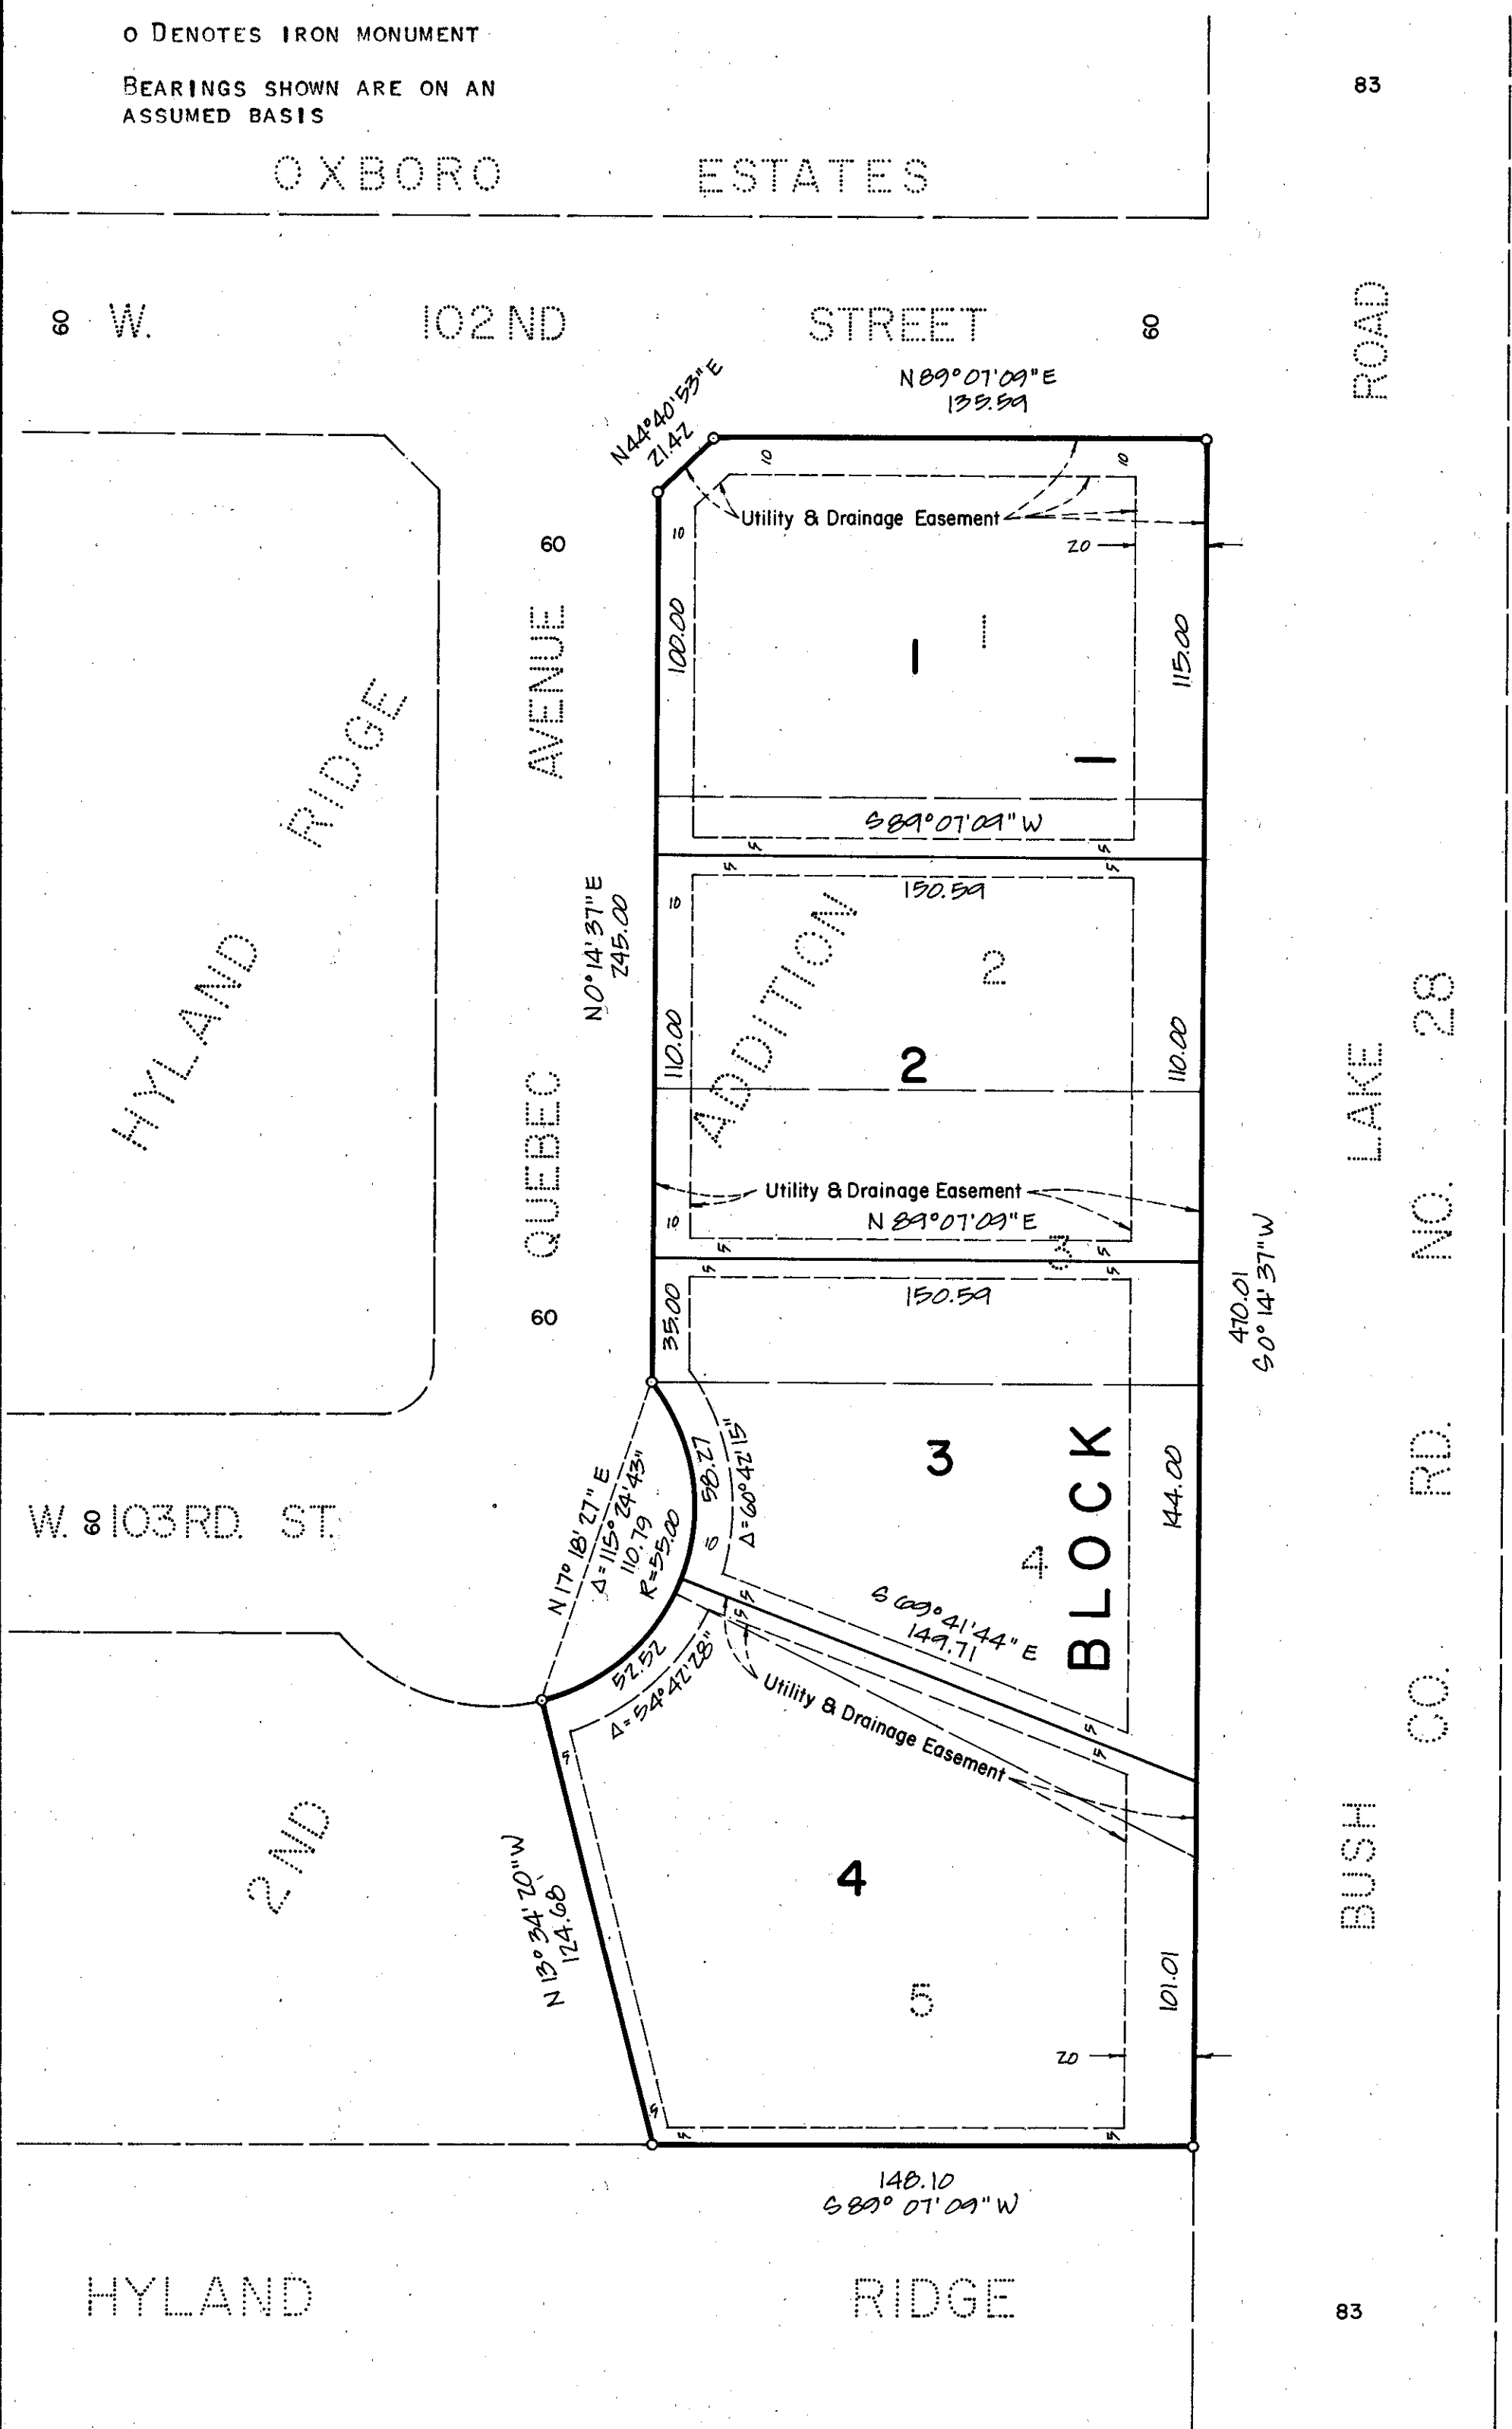 o DENOTES IRON MONUMENT
BEARINGS SHOWN ARE ON AN
ASSUMED BASIS
83
OXBORO ESTATES
60 W. 102ND STREET 60
ROAD
N89°07'09"E
135.59
N44°40'53"E
21.42
10
10
Utility & Drainage Easement
20
10
60
AVENUE
100.00
1
1
115.00
1
HYLAND RIDGE
S89°07'09"W
5
5
5
5
150.59
10
N0°14'37"E
245.00
ADDITION
2
2
110.00
110.00
QUEBEC
LAKE
NO. 28
Utility & Drainage Easement
N89°07'09"E
10
5
5
3
5
5
150.59
35.00
60
470.01
S0°14'37"W
N17°18'27"E
Δ=115°24'43"
110.79
R=55.00
58.27
Δ=60°42'15"
3
BLOCK
144.00
RD.
W. 60 103RD. ST.
4
S69°41'44"E
149.71
5
5
5
5
52.52
Δ=54°42'28"
Utility & Drainage Easement
CO.
BUSH
5
2ND
N13°34'20"W
124.68
4
5
101.01
20
5
5
5
148.10
S89°07'09"W
HYLAND RIDGE
83